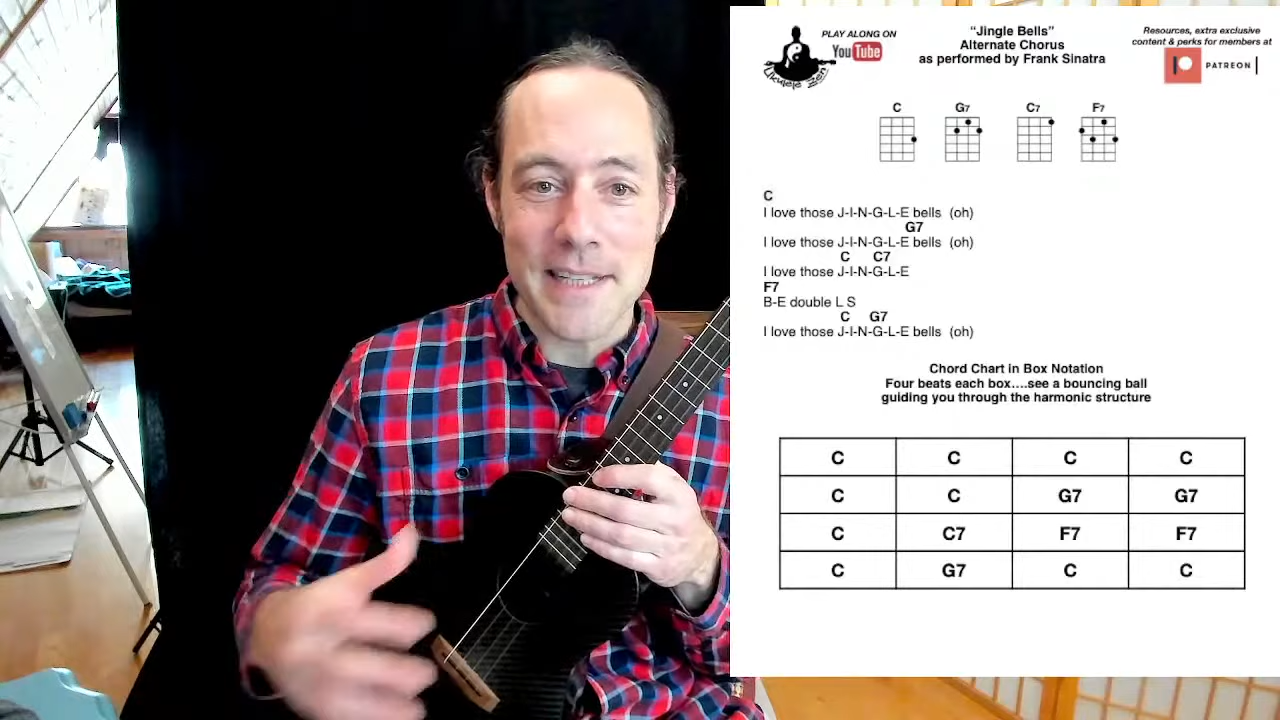 PLAY ALONG ON
YouTube
Ukulele Zen
"Jingle Bells"
Alternate Chorus
as performed by Frank Sinatra
Resources, extra exclusive
content & perks for members at
PATREON
C G7 C7 F7
C
I love those J-I-N-G-L-E bells (oh)
G7
I love those J-I-N-G-L-E bells (oh)
C C7
I love those J-I-N-G-L-E
F7
B-E double L S
C G7
I love those J-I-N-G-L-E bells (oh)
Chord Chart in Box Notation
Four beats each box....see a bouncing ball
guiding you through the harmonic structure
C C C C
C C G7 G7
C C7 F7 F7
C G7 C C